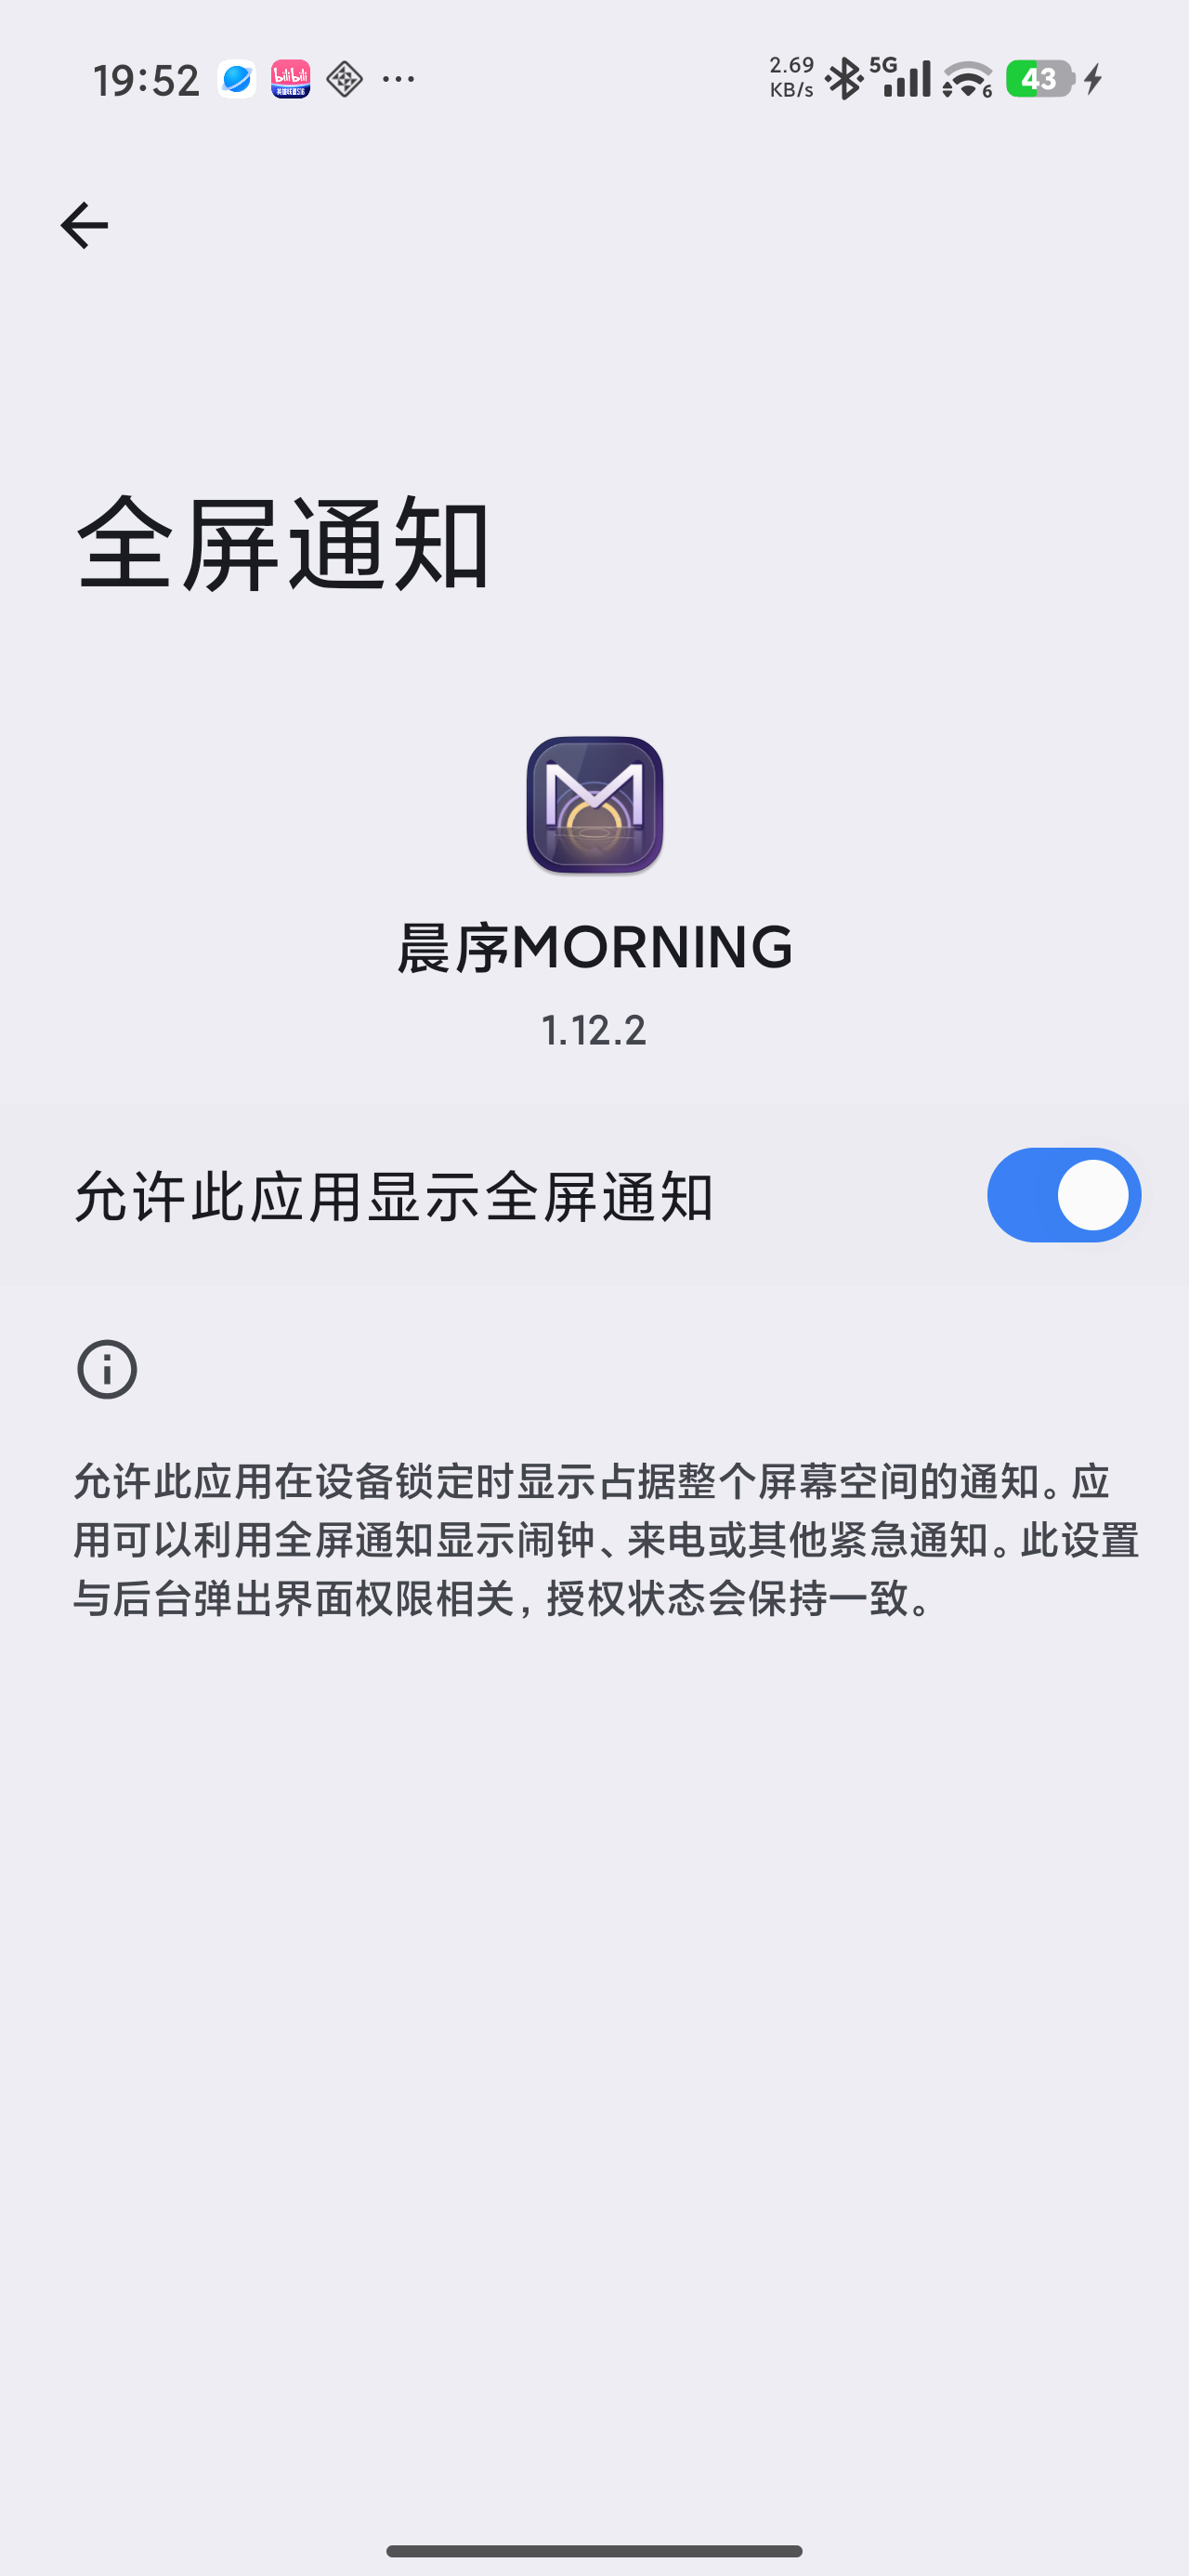 19:52 bilibili ... 2.69 KB/s 5G 6 43
全屏通知
M
晨序MORNING
1.12.2
允许此应用显示全屏通知
允许此应用在设备锁定时显示占据整个屏幕空间的通知。应
用可以利用全屏通知显示闹钟、来电或其他紧急通知。此设置
与后台弹出界面权限相关，授权状态会保持一致。